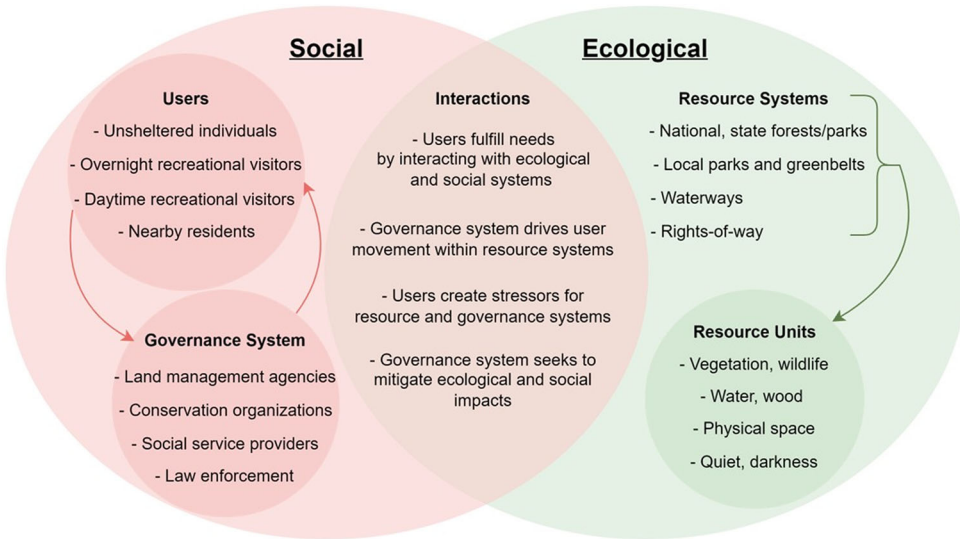 Social
Ecological
Users
- Unsheltered individuals
- Overnight recreational visitors
- Daytime recreational visitors
- Nearby residents
Governance System
- Land management agencies
- Conservation organizations
- Social service providers
- Law enforcement
Interactions
- Users fulfill needs
by interacting with ecological
and social systems
- Governance system drives user
movement within resource systems
- Users create stressors for
resource and governance systems
- Governance system seeks to
mitigate ecological and social
impacts
Resource Systems
- National, state forests/parks
- Local parks and greenbelts
- Waterways
- Rights-of-way
Resource Units
- Vegetation, wildlife
- Water, wood
- Physical space
- Quiet, darkness